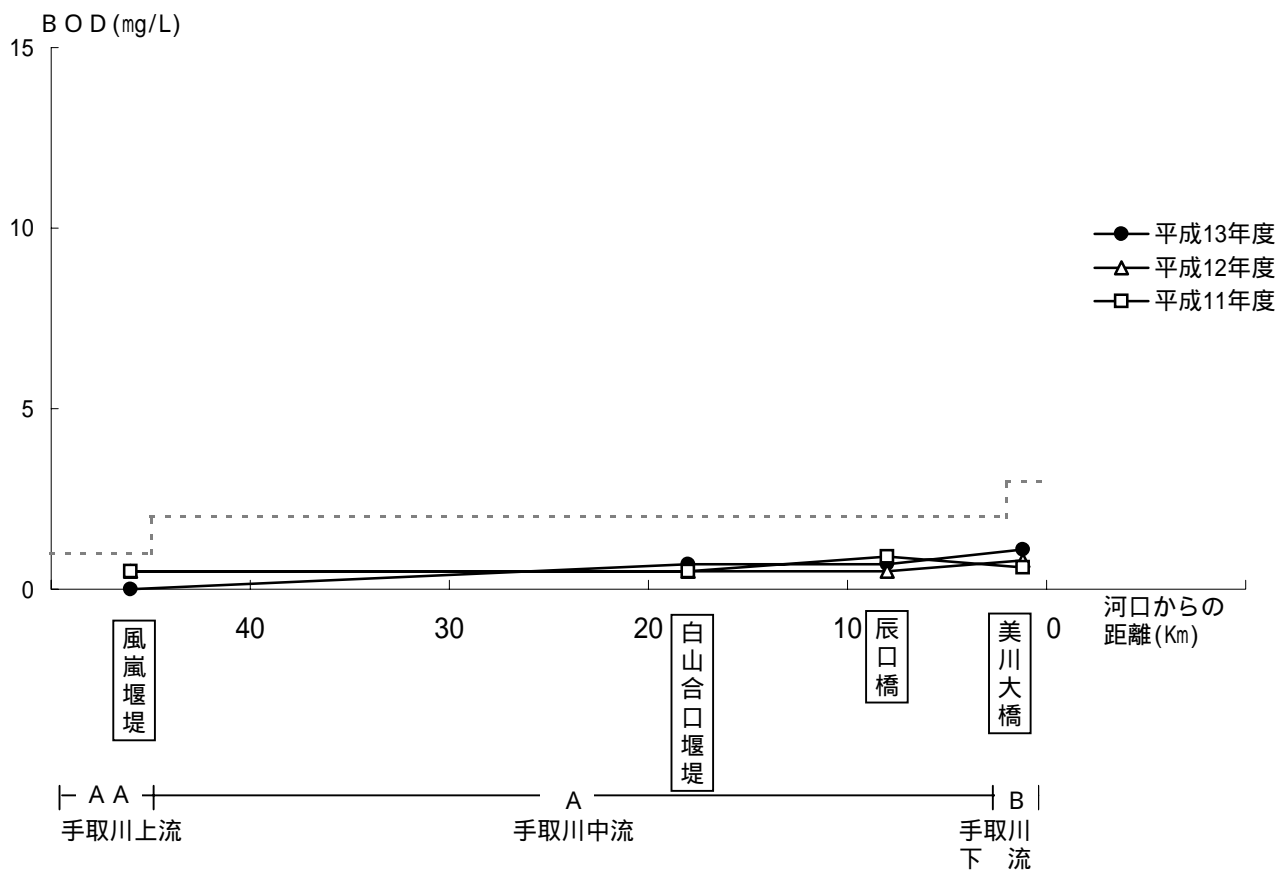 ＢＯＤ(㎎/L)
15
10
5
0
平成13年度
平成12年度
平成11年度
40
30
20
10
0
河口からの
距離(㎞)
風嵐堰堤
白山合口堰堤
辰口橋
美川大橋
ＡＡ
Ａ
Ｂ
手取川上流
手取川中流
手取川
下　流